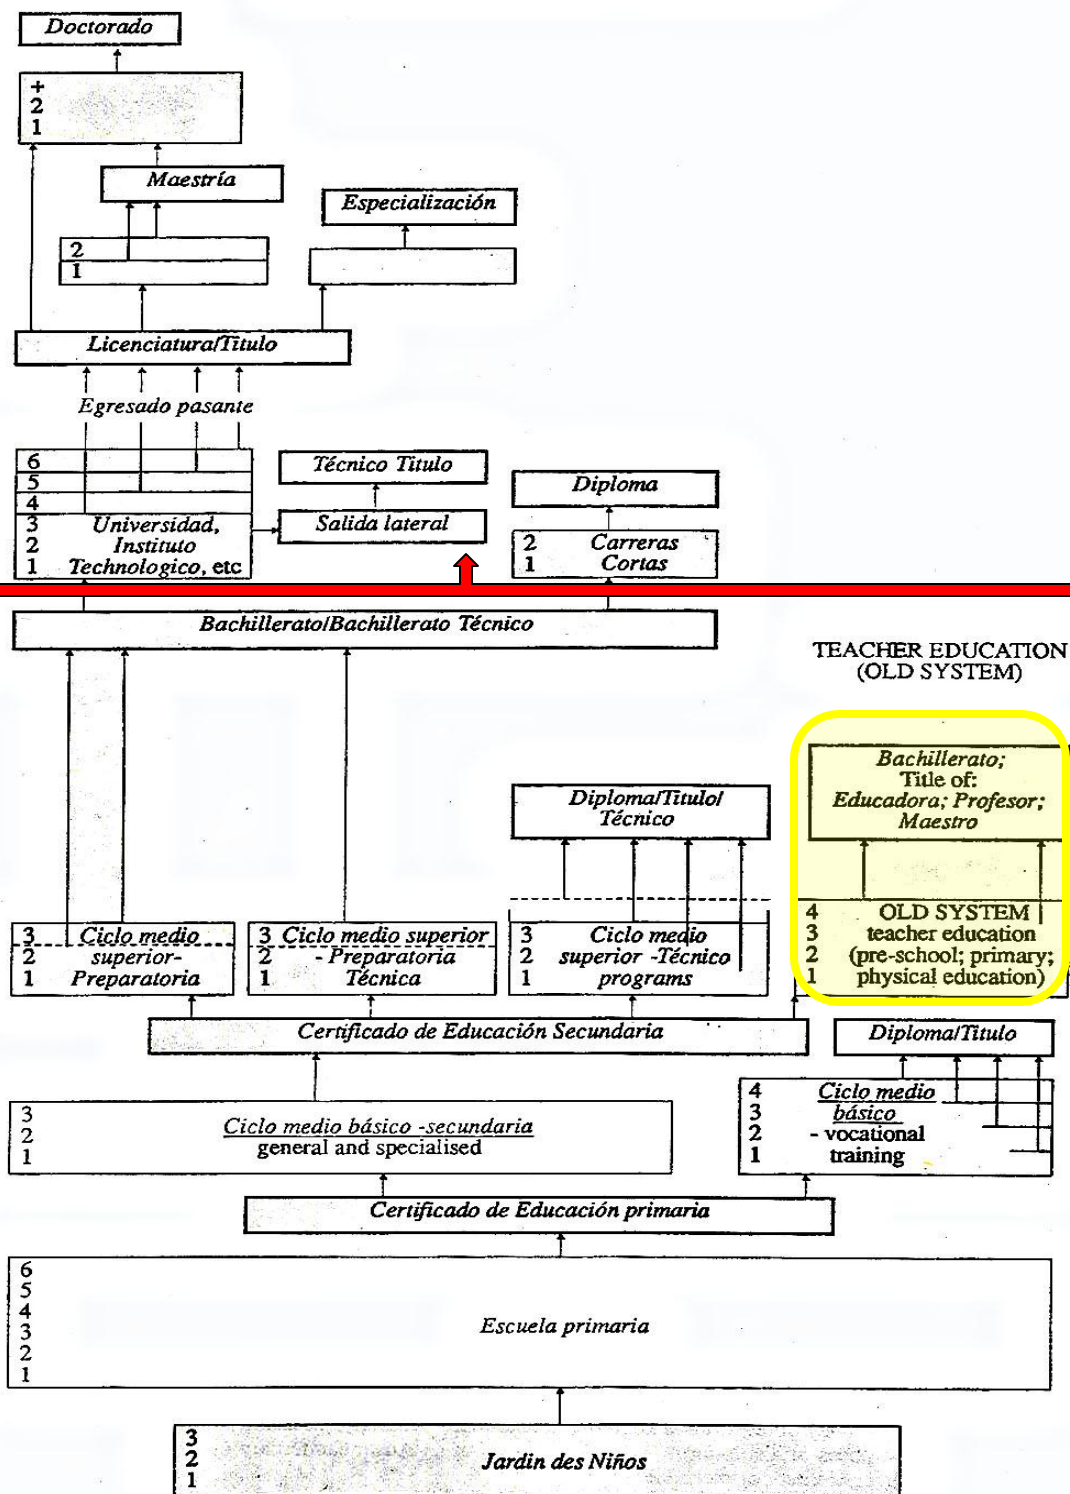 Doctorado
+
2
1
Maestría
Especialización
2
1
Licenciatura/Titulo
Egresado pasante
6
5
4
3 Universidad,
2 Instituto
1 Technologico, etc
Técnico Titulo
Salida lateral
Diploma
2 Carreras
1 Cortas
Bachillerato/Bachillerato Técnico
TEACHER EDUCATION
(OLD SYSTEM)
Bachillerato;
Title of:
Educadora; Profesor;
Maestro
Diploma/Titulo/
Técnico
3 Ciclo medio
2 superior-
1 Preparatoria
3 Ciclo medio superior
2 - Preparatoria
1 Técnica
3 Ciclo medio
2 superior -Técnico
1 programs
4 OLD SYSTEM
3 teacher education
2 (pre-school; primary;
1 physical education)
Certificado de Educación Secundaria
Diploma/Titulo
3
2
1
Ciclo medio básico -secundaria
general and specialised
4 Ciclo medio
3 básico
2 - vocational
1 training
Certificado de Educación primaria
6
5
4
3
2
1
Escuela primaria
3
2
1
Jardin des Niños